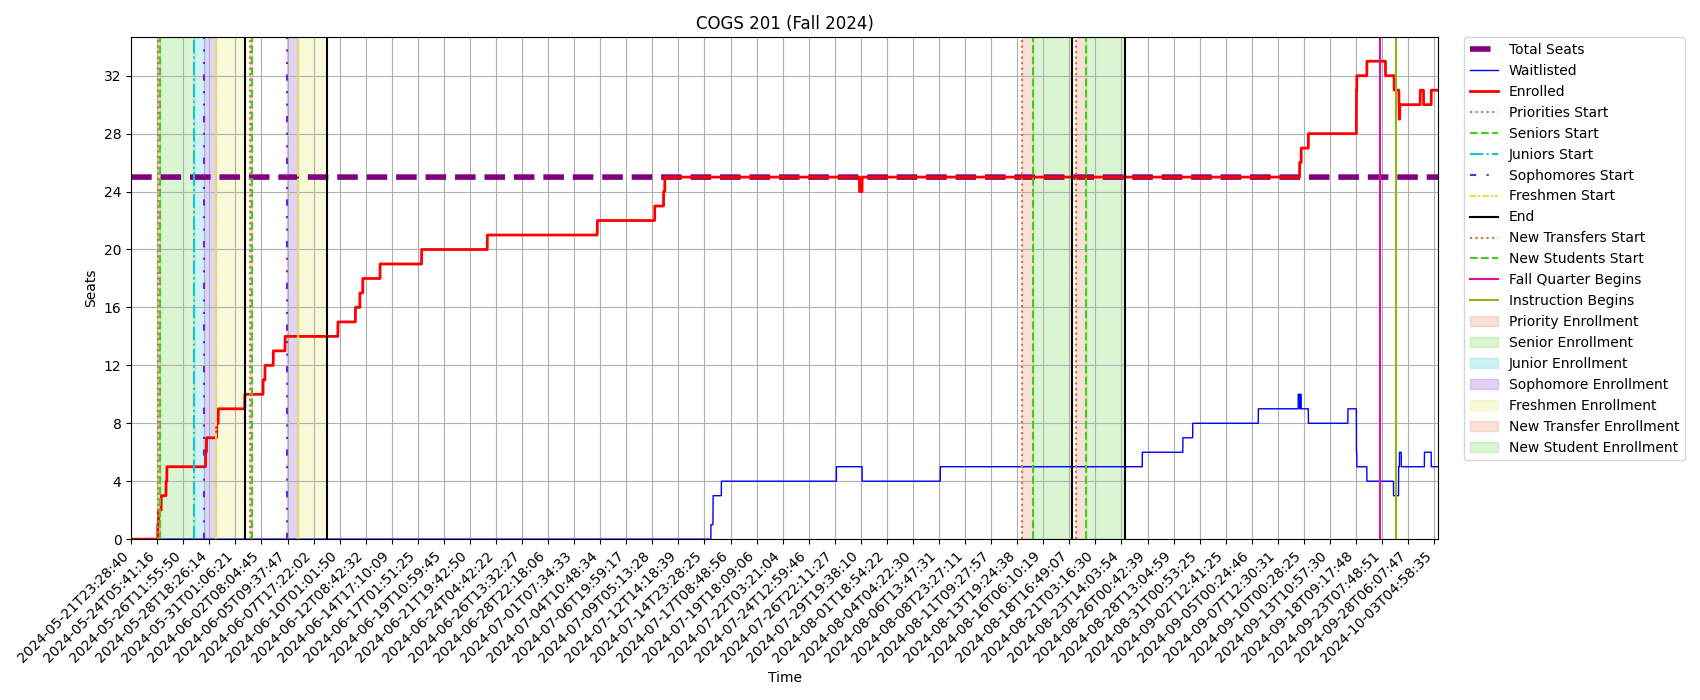 COGS 201 (Fall 2024)
Seats
32
28
24
20
16
12
8
4
0
2024-05-21T23:28:40
2024-05-24T05:41:16
2024-05-26T11:55:50
2024-05-28T18:26:14
2024-05-31T01:06:21
2024-06-02T08:04:45
2024-06-05T09:37:47
2024-06-07T17:22:02
2024-06-10T01:01:50
2024-06-12T08:42:32
2024-06-14T17:10:09
2024-06-17T01:51:25
2024-06-19T10:59:45
2024-06-21T19:42:50
2024-06-24T04:42:22
2024-06-26T13:32:27
2024-06-28T22:18:06
2024-07-01T07:34:33
2024-07-04T10:48:34
2024-07-06T19:59:17
2024-07-09T05:13:28
2024-07-12T14:18:39
2024-07-14T23:28:25
2024-07-17T08:48:56
2024-07-19T18:09:06
2024-07-22T03:21:04
2024-07-24T12:59:46
2024-07-26T22:11:27
2024-07-29T19:38:10
2024-08-01T18:54:22
2024-08-04T04:22:30
2024-08-06T13:47:31
2024-08-08T23:27:11
2024-08-11T09:27:57
2024-08-13T19:24:38
2024-08-16T06:10:19
2024-08-18T16:49:07
2024-08-21T03:16:30
2024-08-23T14:03:54
2024-08-26T00:42:39
2024-08-28T13:04:59
2024-08-31T00:53:25
2024-09-02T12:41:25
2024-09-05T00:24:46
2024-09-07T12:30:31
2024-09-10T00:28:25
2024-09-13T10:57:30
2024-09-18T09:17:48
2024-09-23T07:48:51
2024-09-28T06:07:47
2024-10-03T04:58:35
Time
Total Seats
Waitlisted
Enrolled
Priorities Start
Seniors Start
Juniors Start
Sophomores Start
Freshmen Start
End
New Transfers Start
New Students Start
Fall Quarter Begins
Instruction Begins
Priority Enrollment
Senior Enrollment
Junior Enrollment
Sophomore Enrollment
Freshmen Enrollment
New Transfer Enrollment
New Student Enrollment